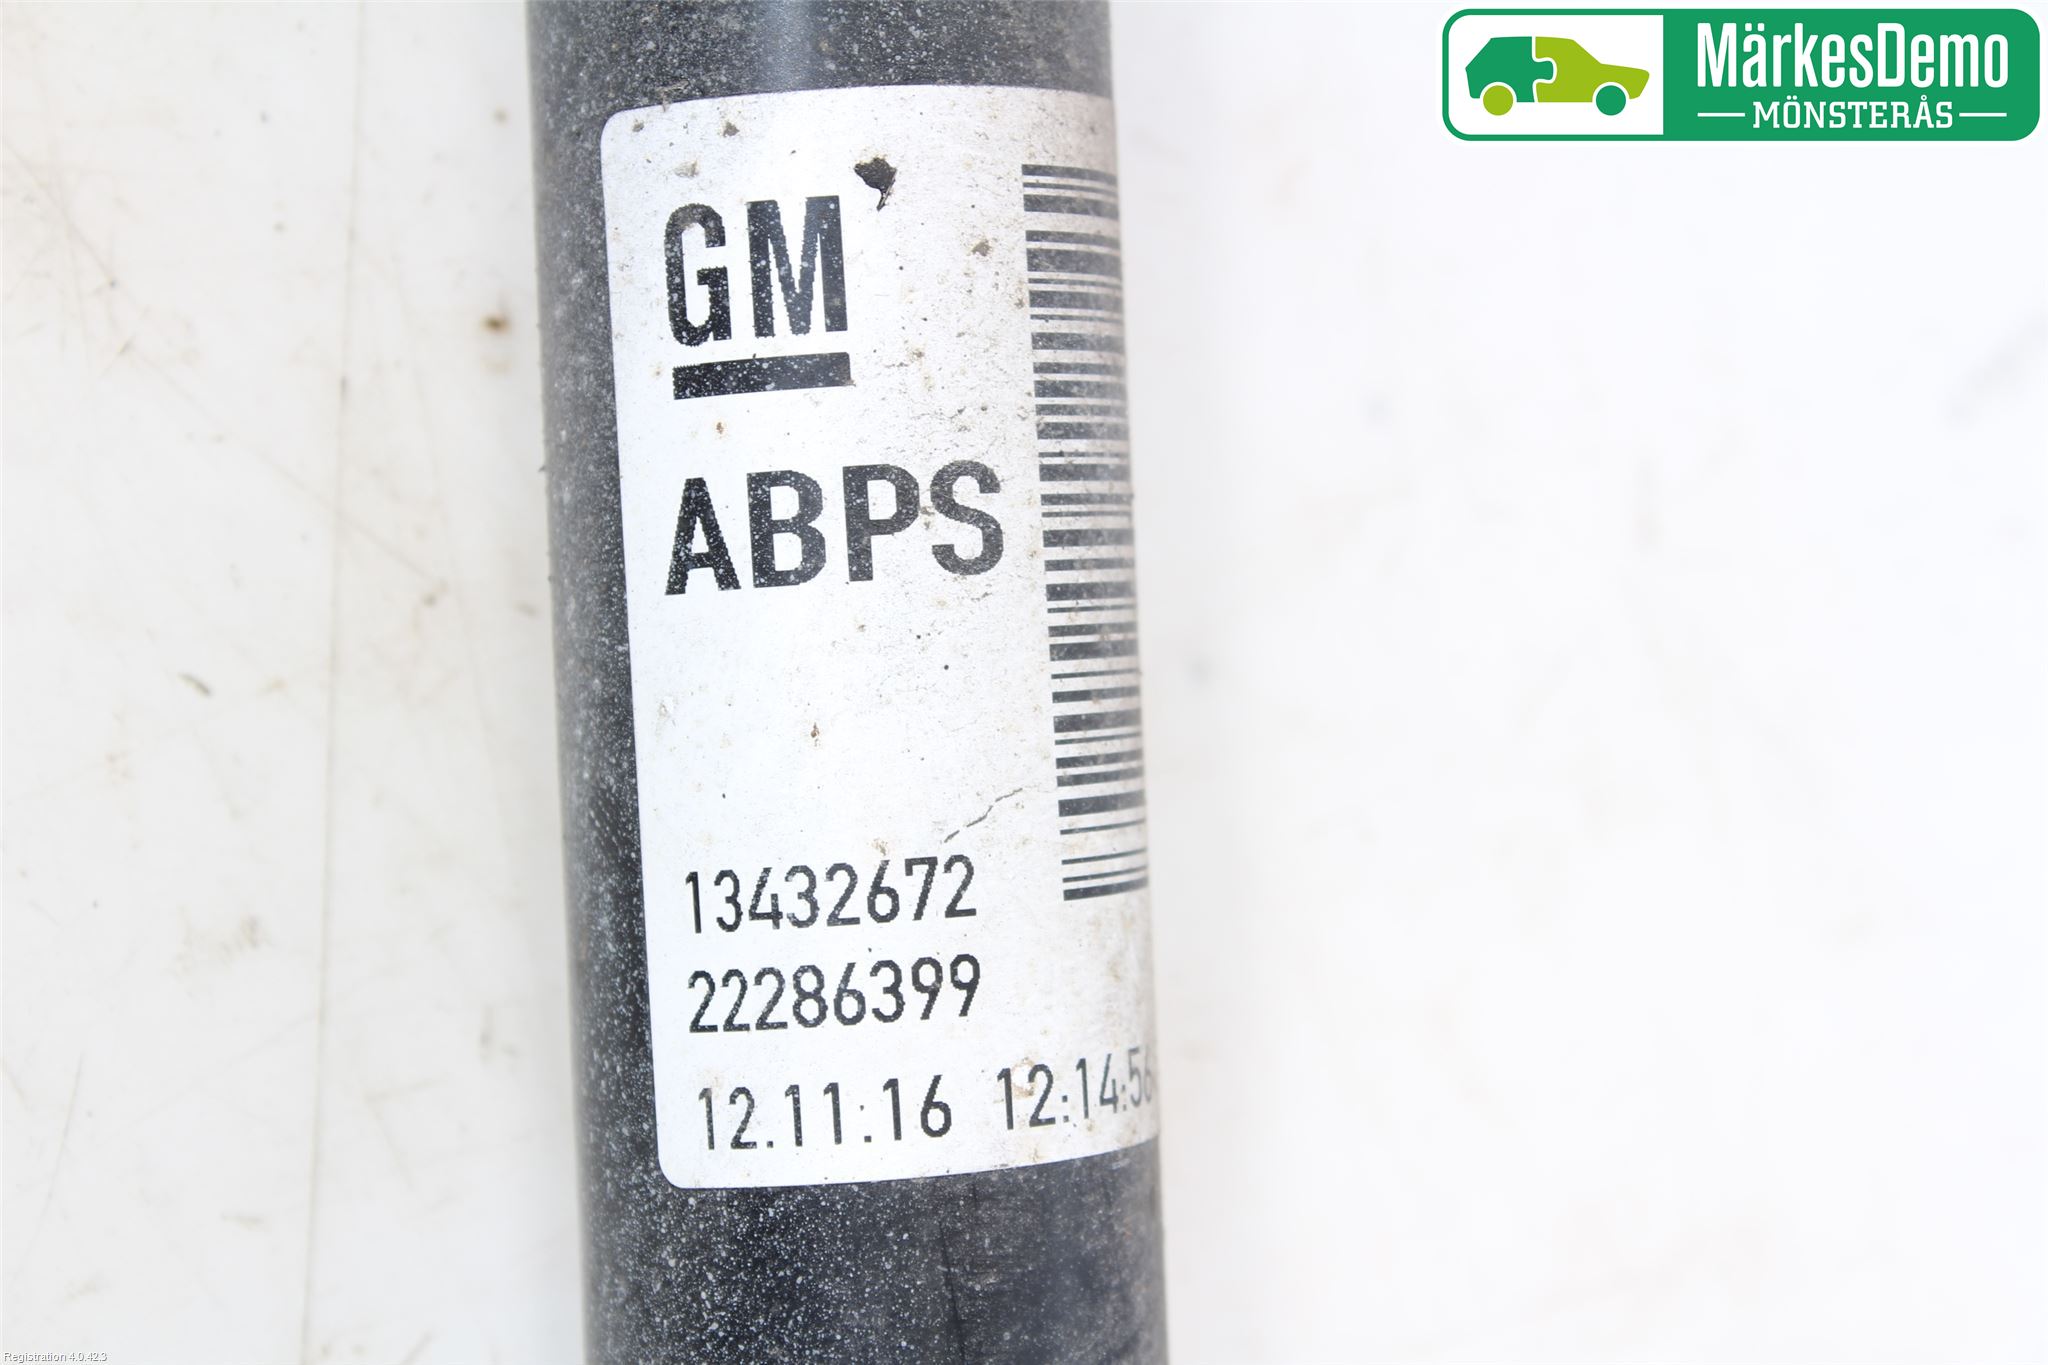 MärkesDemo
MÖNSTERÅS
GM
ABPS
13432672
22286399
12.11.16 12:14:56
Registration 4.0.42.3